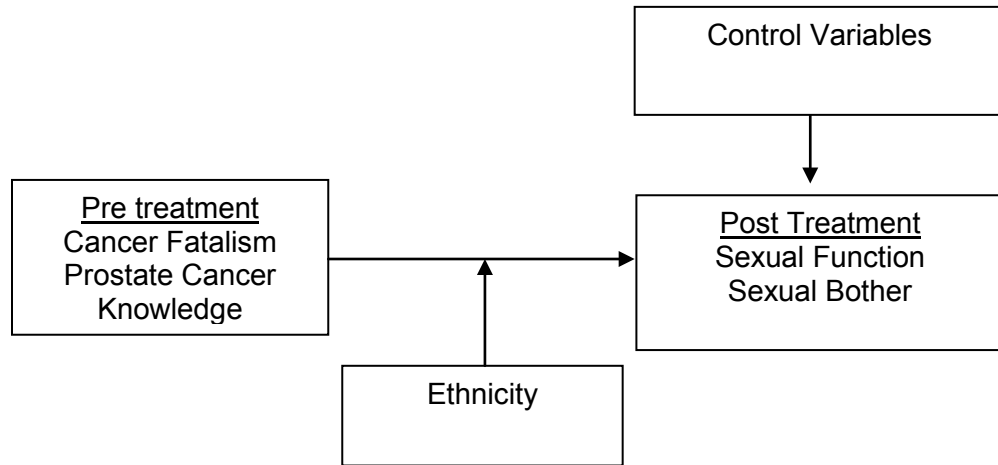 Control Variables
Pre treatment
Cancer Fatalism
Prostate Cancer
Knowledge
Post Treatment
Sexual Function
Sexual Bother
Ethnicity